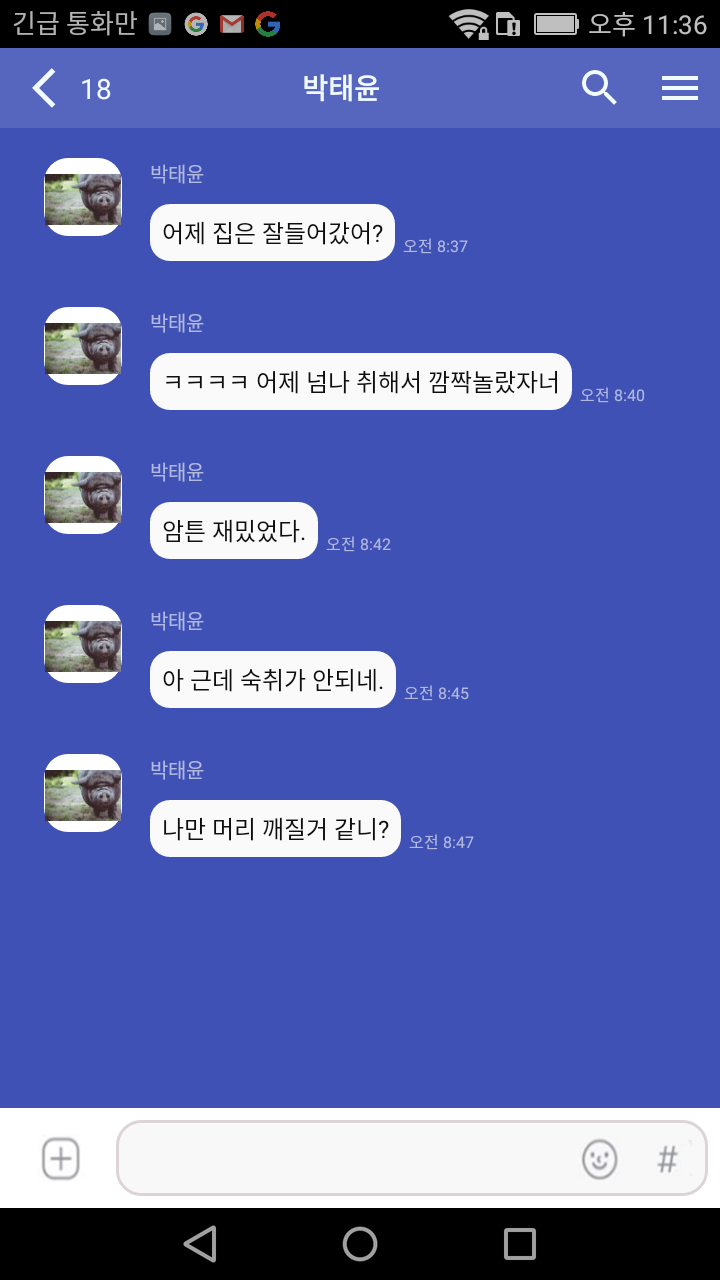 긴급 통화만 오후 11:36
18 박태윤
박태윤
어제 집은 잘들어갔어? 오전 8:37
박태윤
ㅋㅋㅋㅋ 어제 넘나 취해서 깜짝놀랐자너 오전 8:40
박태윤
암튼 재밌었다. 오전 8:42
박태윤
아 근데 숙취가 안되네. 오전 8:45
박태윤
나만 머리 깨질거 같니? 오전 8:47
#